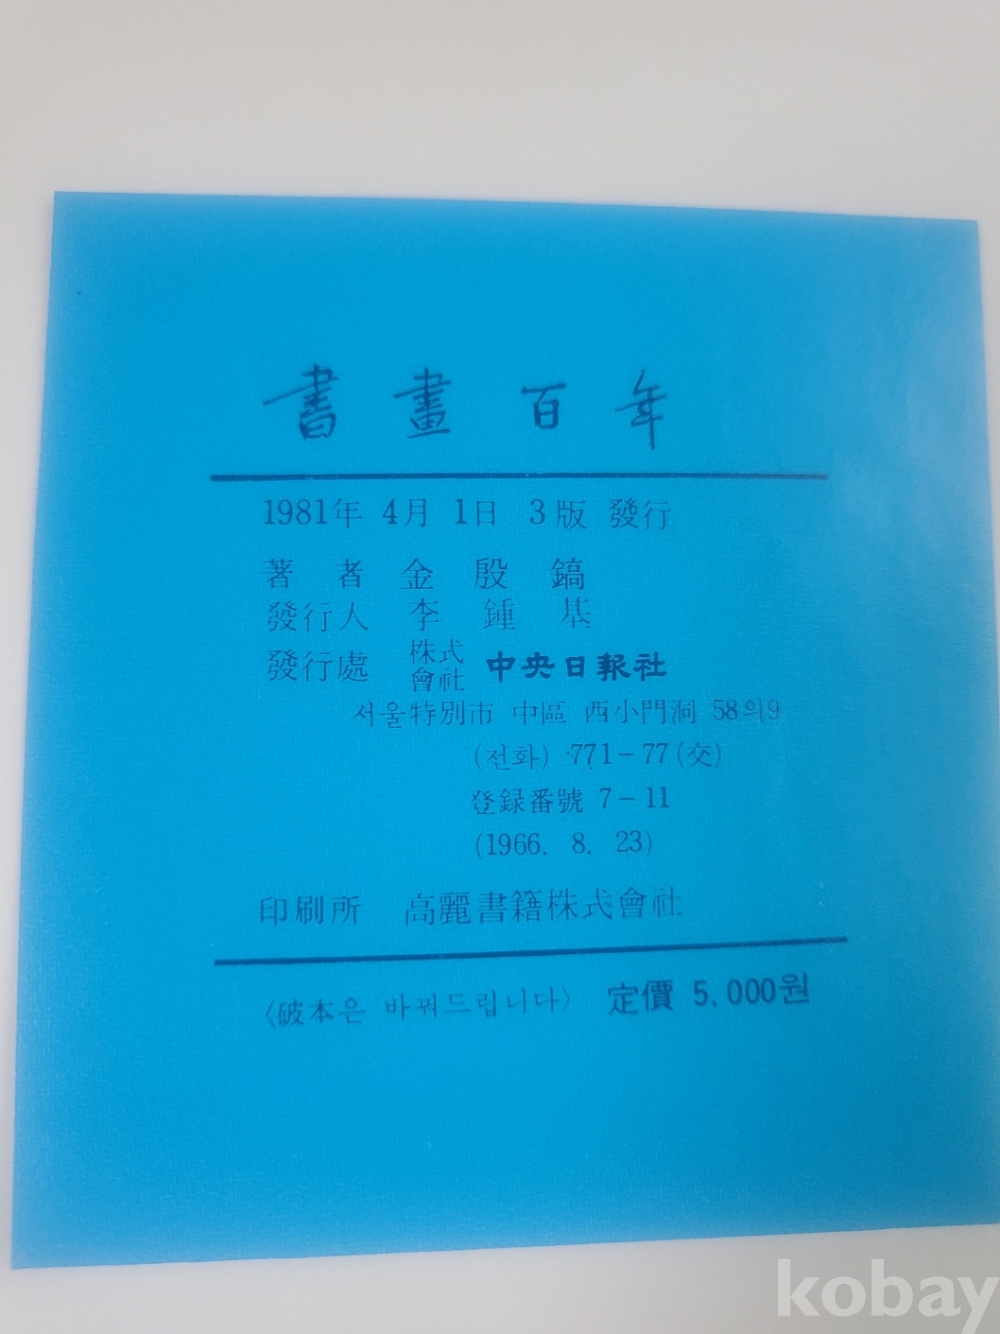 書畫百年
1981年 4月 1日 3版 發行
著者 金殷鎬
發行人 李鍾基
發行處 株式會社 中央日報社
서울特別市 中區 西小門洞 58의9
(전화) 771-77(交)
登録番號 7-11
(1966. 8. 23)
印刷所 高麗書籍株式會社
〈破本은 바꿔드립니다〉 定價 5,000원
kobay